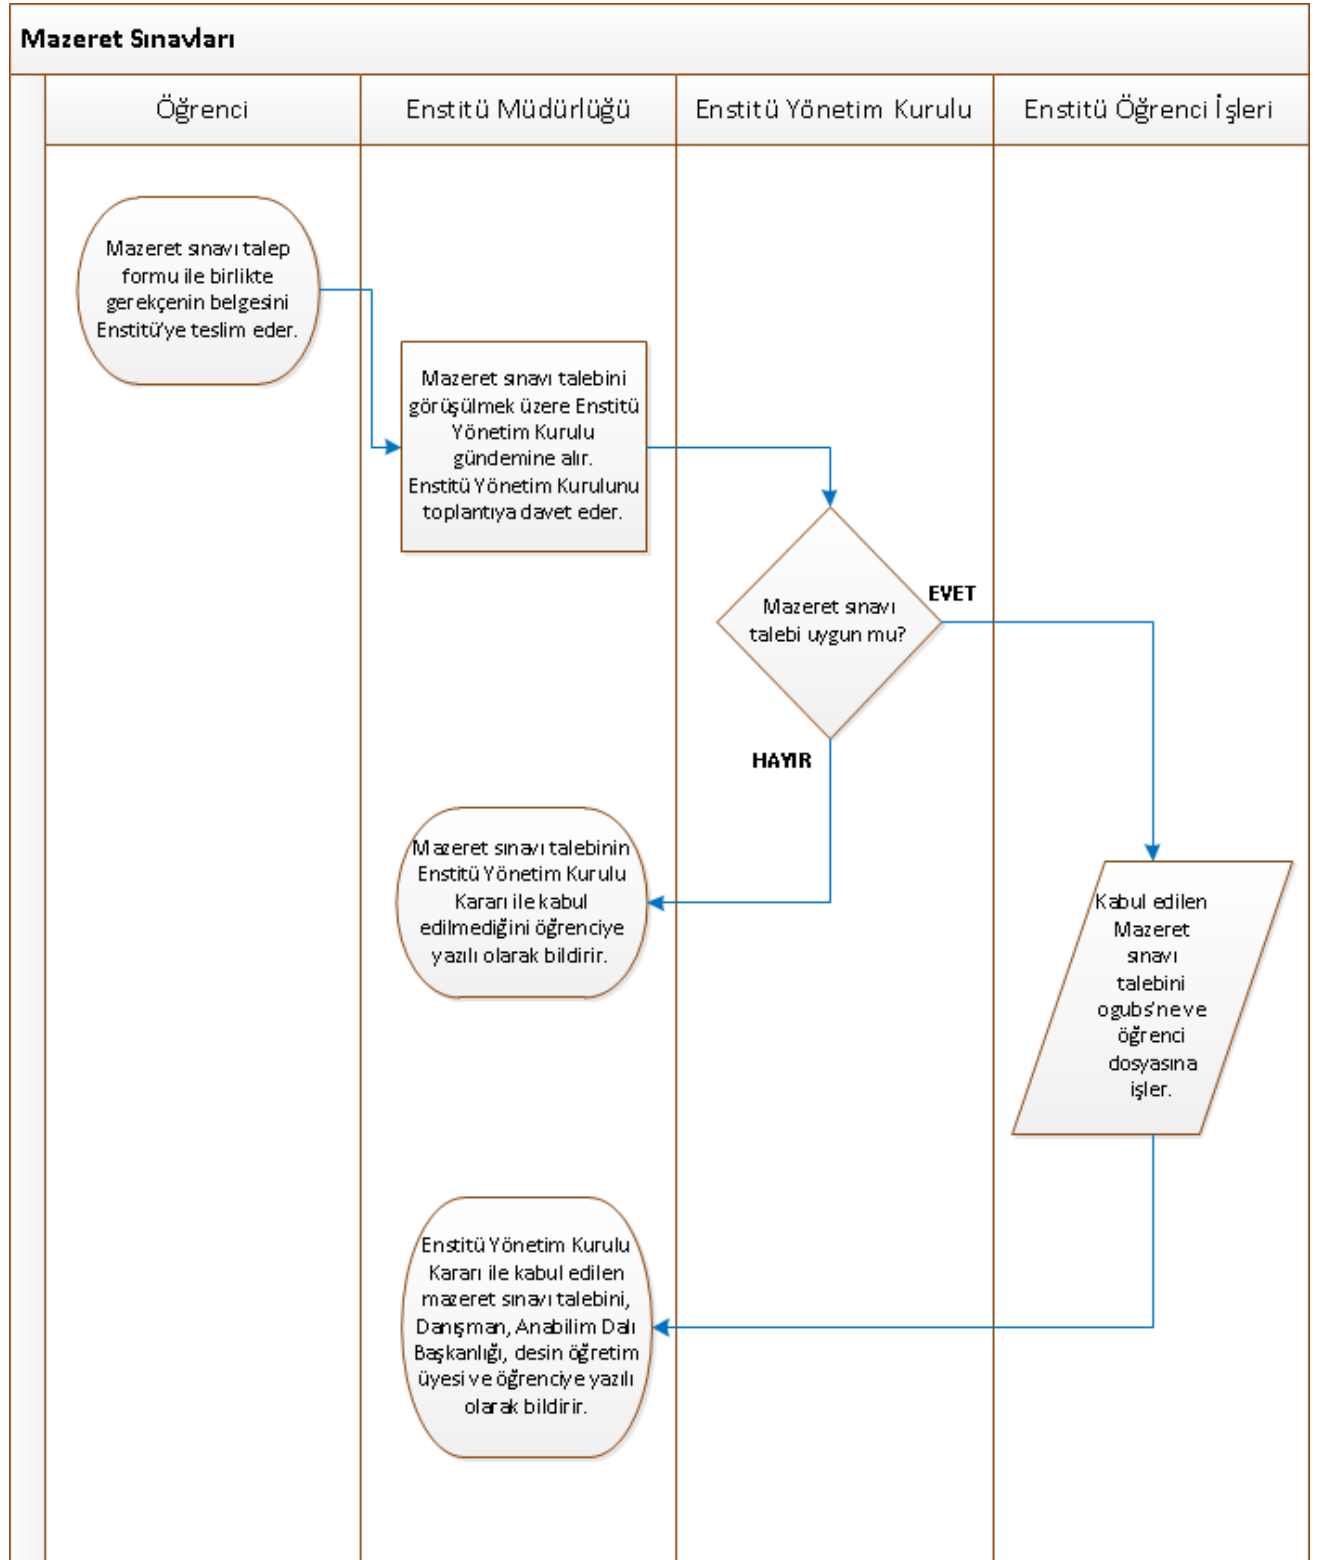 Mazeret Sınavları
Öğrenci
Enstitü Müdürlüğü
Enstitü Yönetim Kurulu
Enstitü Öğrenci İşleri
Mazeret sınavı talep
formu ile birlikte
gerekçenin belgesini
Enstitü'ye teslim eder.
Mazeret sınavı talebini
görüşülmek üzere Enstitü
Yönetim Kurulu
gündemine alır.
Enstitü Yönetim Kurulunu
toplantıya davet eder.
Mazeret sınavı
talebi uygun mu?
EVET
HAYIR
Mazeret sınavı talebinin
Enstitü Yönetim Kurulu
Kararı ile kabul
edilmediğini öğrenciye
yazılı olarak bildirir.
Kabul edilen
Mazeret
sınavı
talebini
ogubs'ne ve
öğrenci
dosyasına
işler.
Enstitü Yönetim Kurulu
Kararı ile kabul edilen
mazeret sınavı talebini,
Danışman, Anabilim Dalı
Başkanlığı, desin öğretim
üyesi ve öğrenciye yazılı
olarak bildirir.